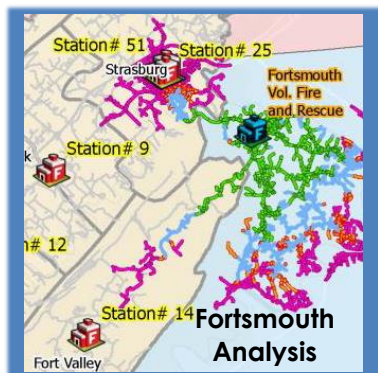 Station# 51
Station# 25
Strasburg
Fortsmouth
Vol. Fire
and Rescue
k
Station# 9
# 12
Station# 14
Fortsmouth
Analysis
Fort Valley